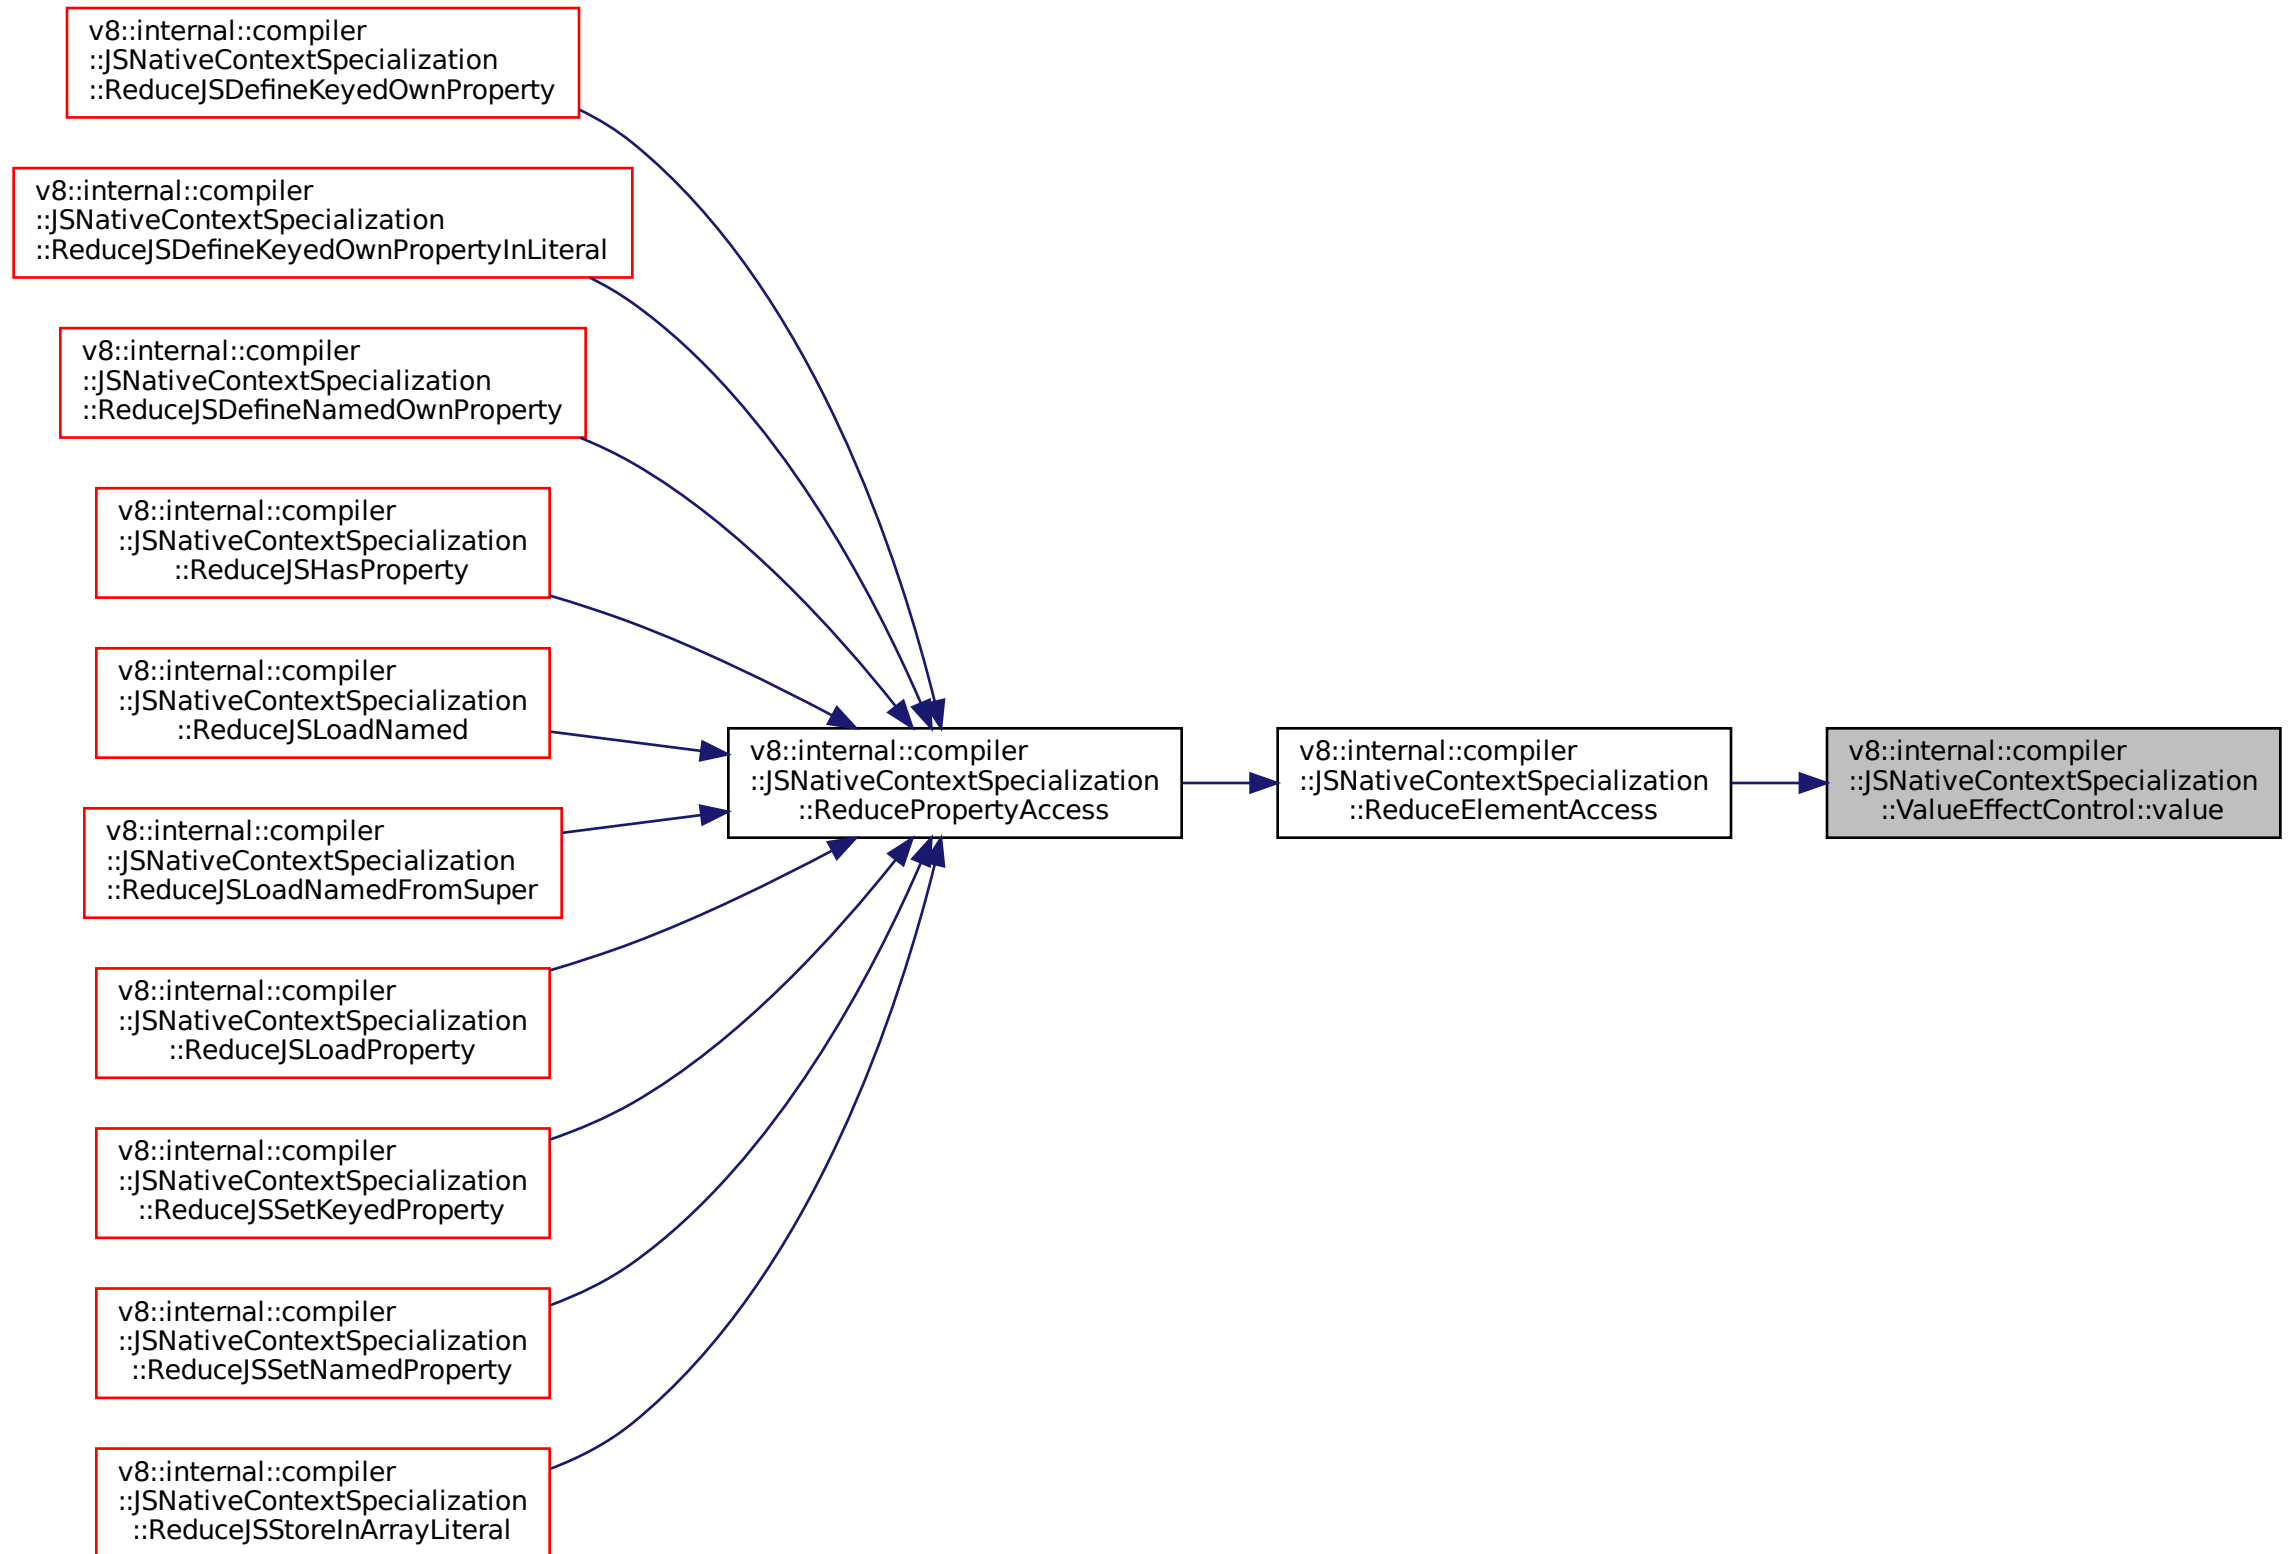 v8::internal::compiler
::JSNativeContextSpecialization
::ReduceJSDefineKeyedOwnProperty
v8::internal::compiler
::JSNativeContextSpecialization
::ReduceJSDefineKeyedOwnPropertyInLiteral
v8::internal::compiler
::JSNativeContextSpecialization
::ReduceJSDefineNamedOwnProperty
v8::internal::compiler
::JSNativeContextSpecialization
::ReduceJSHasProperty
v8::internal::compiler
::JSNativeContextSpecialization
::ReduceJSLoadNamed
v8::internal::compiler
::JSNativeContextSpecialization
::ReduceJSLoadNamedFromSuper
v8::internal::compiler
::JSNativeContextSpecialization
::ReduceJSLoadProperty
v8::internal::compiler
::JSNativeContextSpecialization
::ReduceJSSetKeyedProperty
v8::internal::compiler
::JSNativeContextSpecialization
::ReduceJSSetNamedProperty
v8::internal::compiler
::JSNativeContextSpecialization
::ReduceJSStoreInArrayLiteral
v8::internal::compiler
::JSNativeContextSpecialization
::ReducePropertyAccess
v8::internal::compiler
::JSNativeContextSpecialization
::ReduceElementAccess
v8::internal::compiler
::JSNativeContextSpecialization
::ValueEffectControl::value